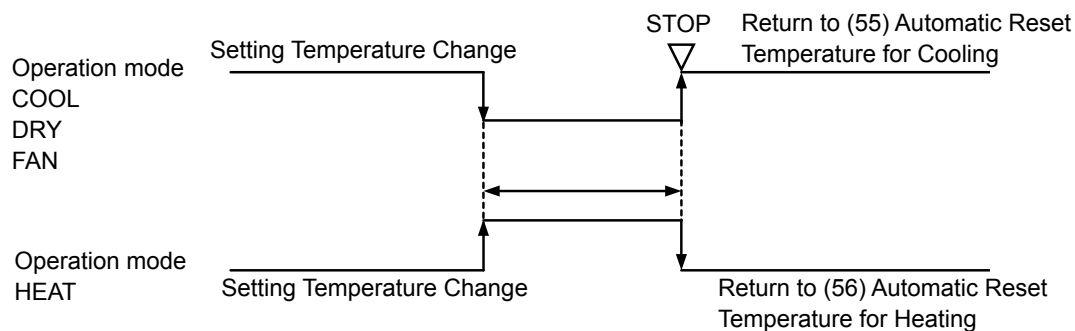 STOP
Return to (55) Automatic Reset
Temperature for Cooling
Setting Temperature Change
Operation mode
COOL
DRY
FAN
Operation mode
HEAT
Setting Temperature Change
Return to (56) Automatic Reset
Temperature for Heating